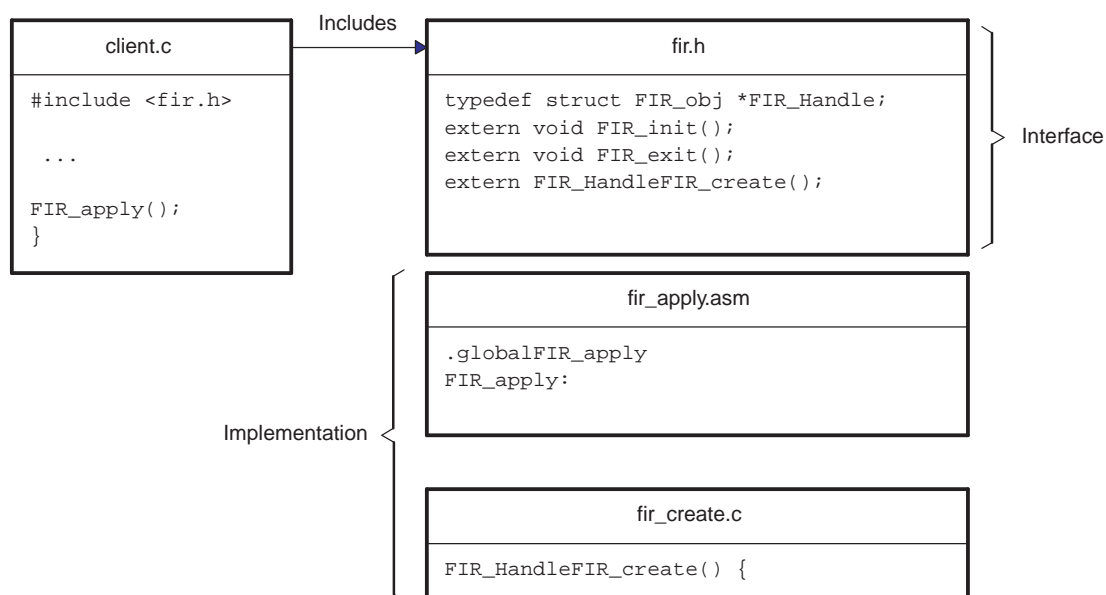 Includes
client.c
#include <fir.h>
...
FIR_apply();
}
fir.h
typedef struct FIR_obj *FIR_Handle;
extern void FIR_init();
extern void FIR_exit();
extern FIR_HandleFIR_create();
Interface
fir_apply.asm
.globalFIR_apply
FIR_apply:
Implementation
fir_create.c
FIR_HandleFIR_create() {